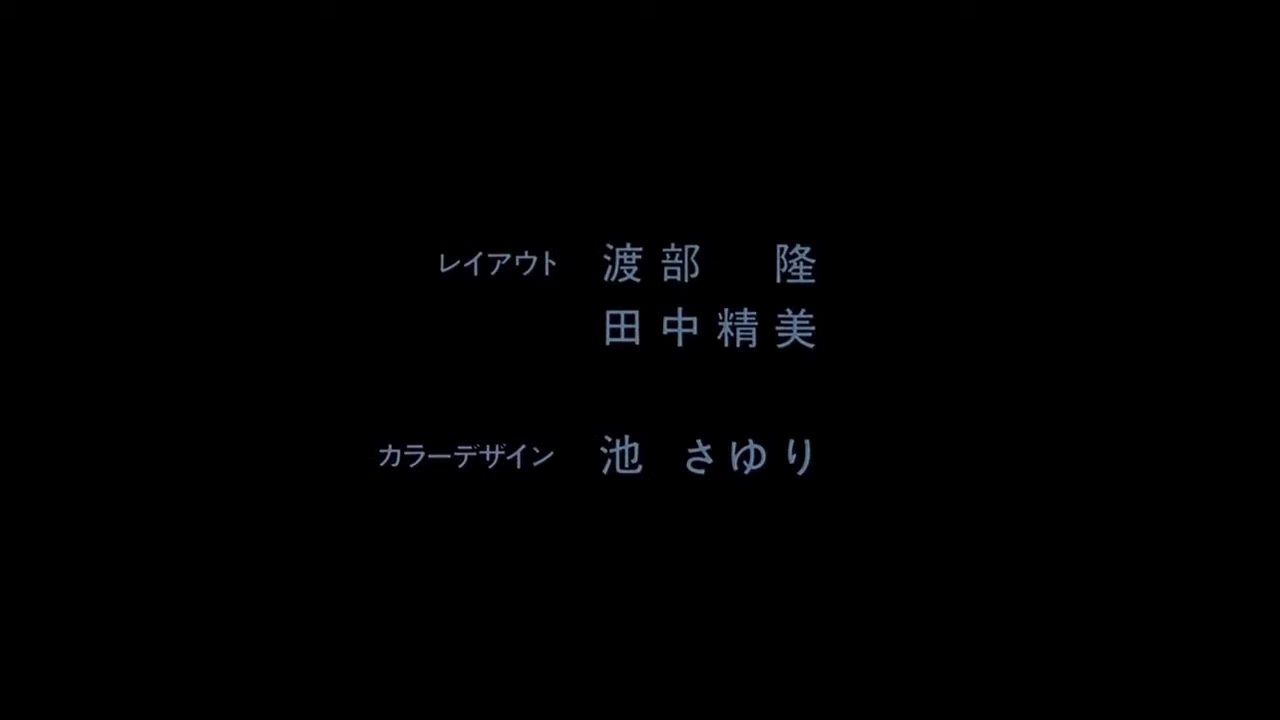 レイアウト 渡部 隆
田中精美
カラーデザイン 池 さゆり